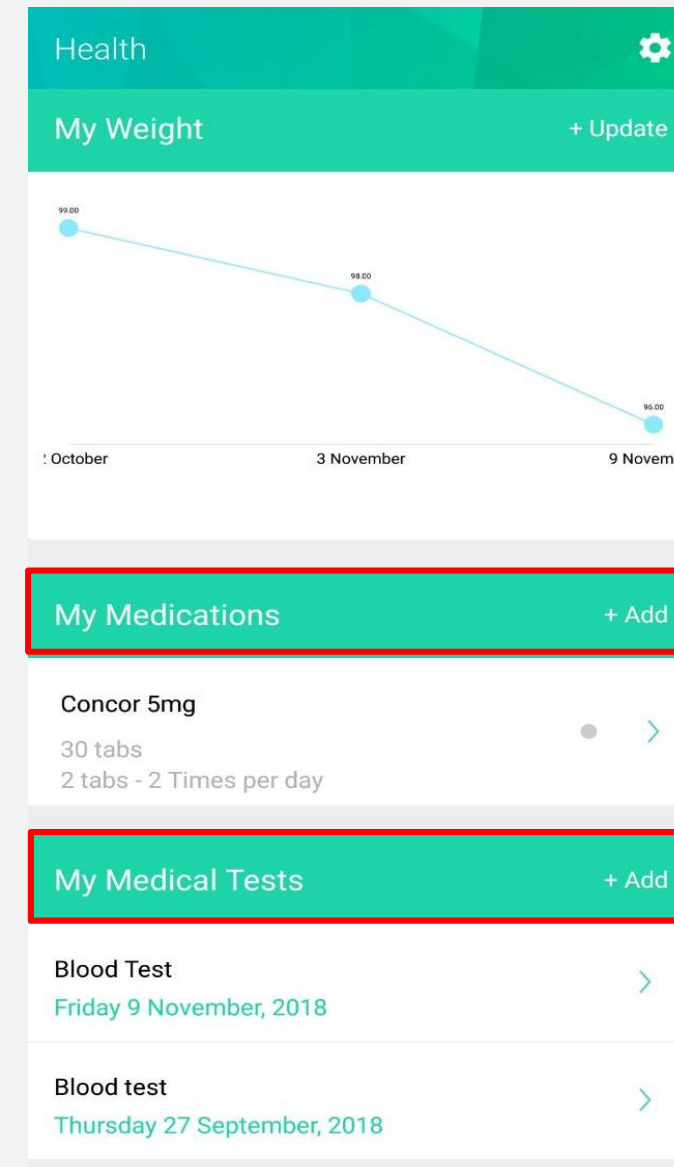 Health
My Weight + Update
99.00
98.00
96.00
October 3 November 9 Novem
My Medications + Add
Concor 5mg
30 tabs
2 tabs - 2 Times per day
My Medical Tests + Add
Blood Test
Friday 9 November, 2018
Blood test
Thursday 27 September, 2018